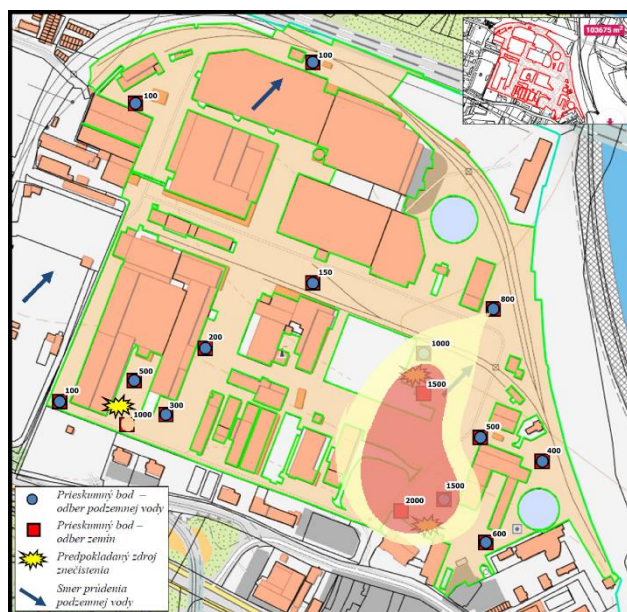 103675 m²
100
100
150
800
1000
200
500
1500
100
1000
300
500
400
2000
1500
600
Prieskumný bod –
odber podzemnej vody
Prieskumný bod –
odber zemín
Predpokladaný zdroj
znečistenia
Smer prúdenia
podzemnej vody